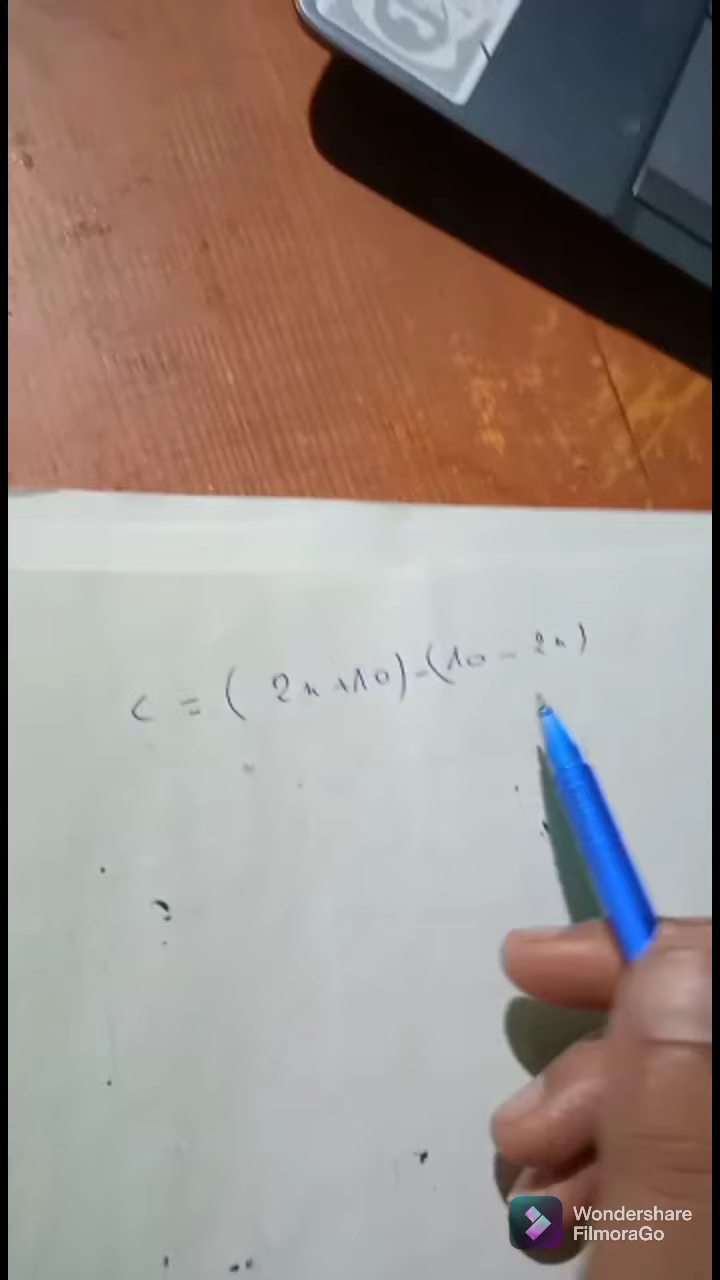 C = ( 2x+10)-(10-2x)
Wondershare
FilmoraGo